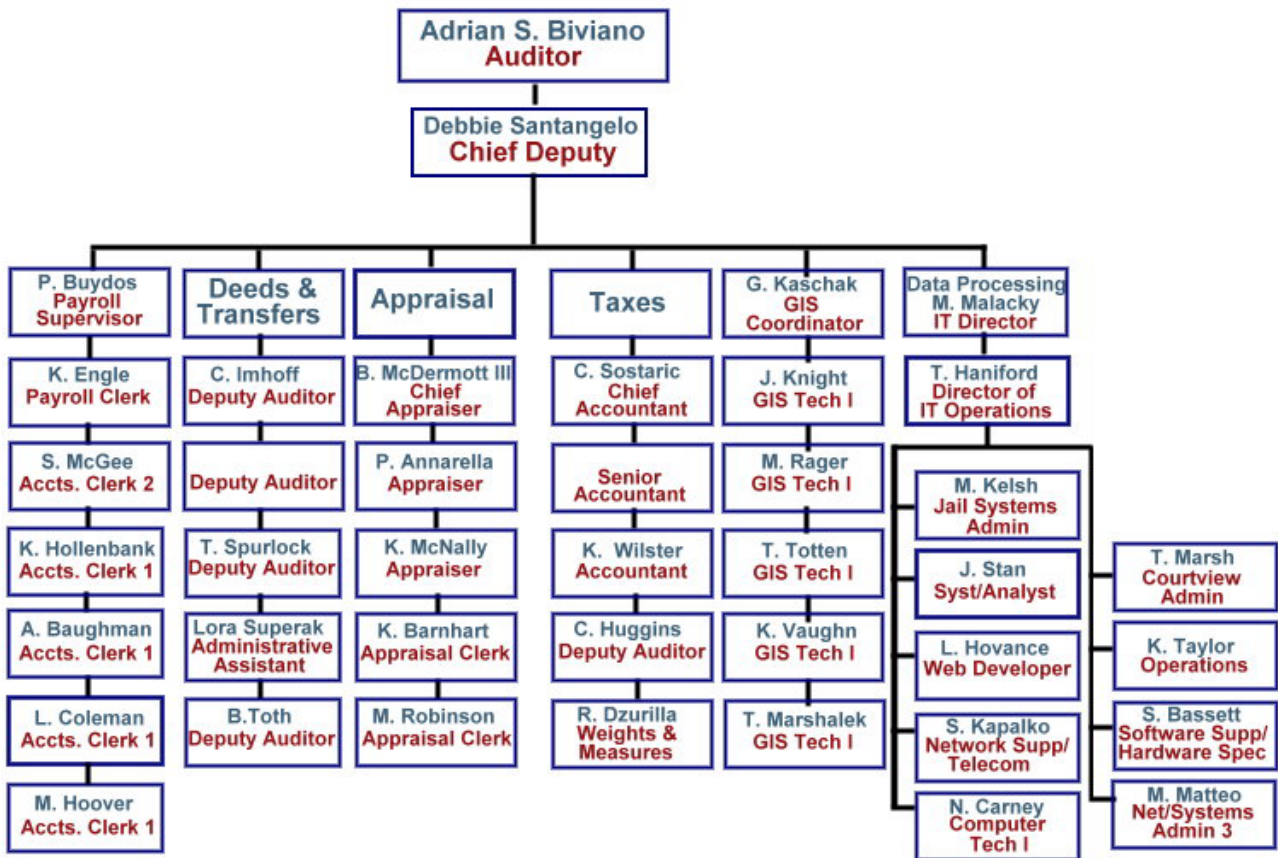 Adrian S. Biviano
Auditor
Debbie Santangelo
Chief Deputy
P. Buydos
Payroll
Supervisor
K. Engle
Payroll Clerk
S. McGee
Accts. Clerk 2
K. Hollenbank
Accts. Clerk 1
A. Baughman
Accts. Clerk 1
L. Coleman
Accts. Clerk 1
M. Hoover
Accts. Clerk 1
Deeds &
Transfers
C. Imhoff
Deputy Auditor
Deputy Auditor
T. Spurlock
Deputy Auditor
Lora Superak
Administrative
Assistant
B.Toth
Deputy Auditor
Appraisal
B. McDermott III
Chief
Appraiser
P. Annarella
Appraiser
K. McNally
Appraiser
K. Barnhart
Appraisal Clerk
M. Robinson
Appraisal Clerk
Taxes
C. Sostaric
Chief
Accountant
Senior
Accountant
K. Wilster
Accountant
C. Huggins
Deputy Auditor
R. Dzurilla
Weights &
Measures
G. Kaschak
GIS
Coordinator
J. Knight
GIS Tech I
M. Rager
GIS Tech I
T. Totten
GIS Tech I
K. Vaughn
GIS Tech I
T. Marshalek
GIS Tech I
Data Processing
M. Malacky
IT Director
T. Haniford
Director of
IT Operations
M. Kelsh
Jail Systems
Admin
J. Stan
Syst/Analyst
L. Hovance
Web Developer
S. Kapalko
Network Supp/
Telecom
N. Carney
Computer
Tech I
T. Marsh
Courtview
Admin
K. Taylor
Operations
S. Bassett
Software Supp/
Hardware Spec
M. Matteo
Net/Systems
Admin 3